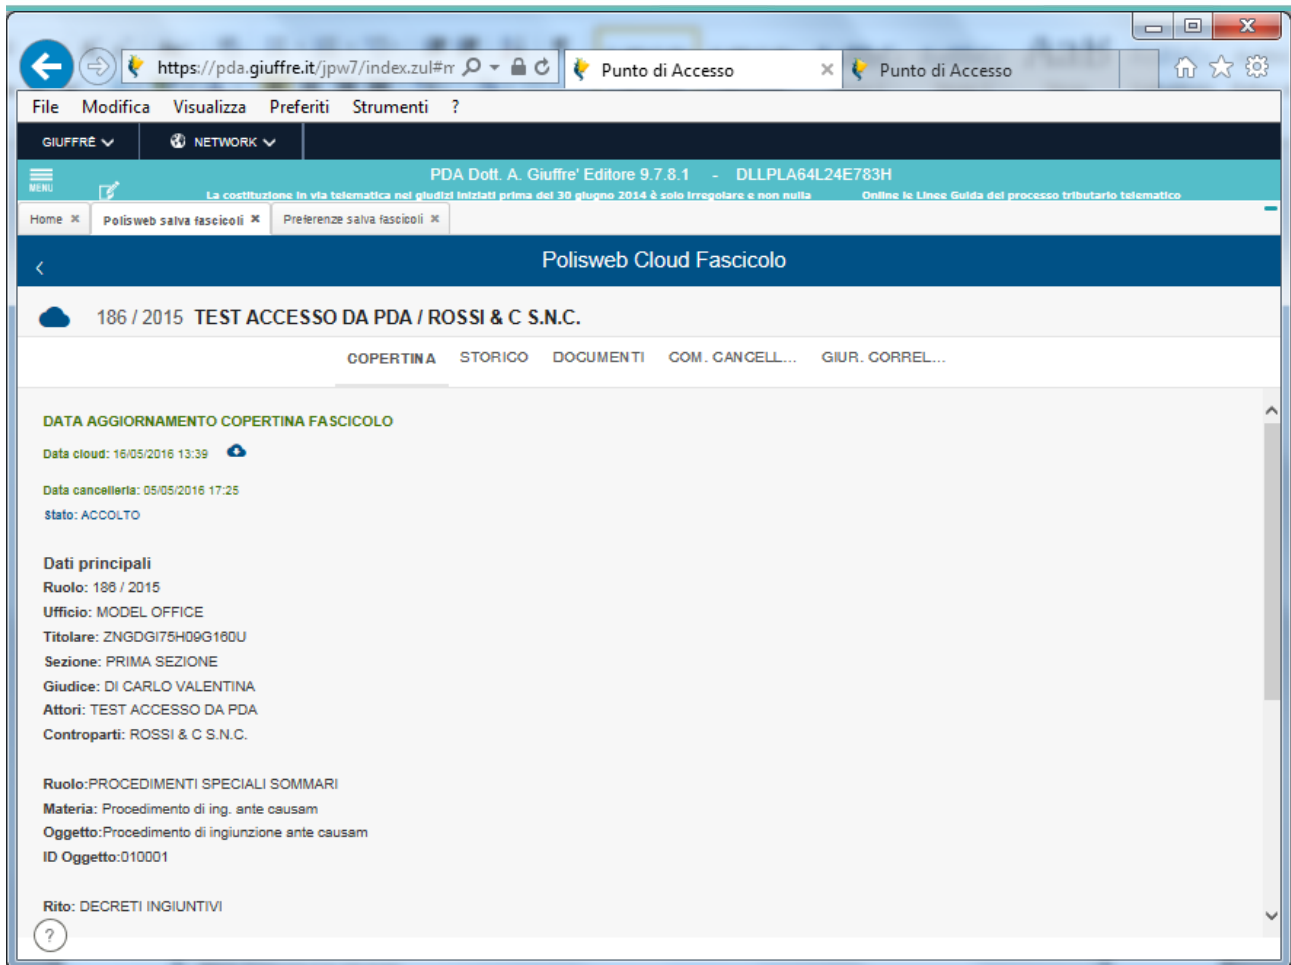 https://pda.giuffre.it/jpw7/index.zul#m
Punto di Accesso
Punto di Accesso
File Modifica Visualizza Preferiti Strumenti ?
GIUFFRÈ NETWORK
PDA Dott. A. Giuffre' Editore 9.7.8.1 - DLLPLA64L24E783H
MENU
La costituzione in via telematica nei giudizi iniziati prima del 30 giugno 2014 è solo irregolare e non nulla Online le Linee Guida del processo tributario telematico
Home Polisweb salva fascicoli Preferenze salva fascicoli
Polisweb Cloud Fascicolo
186 / 2015 TEST ACCESSO DA PDA / ROSSI & C S.N.C.
COPERTINA STORICO DOCUMENTI COM. CANCELL... GIUR. CORREL...
DATA AGGIORNAMENTO COPERTINA FASCICOLO
Data cloud: 16/05/2016 13:39
Data cancelleria: 05/05/2016 17:25
Stato: ACCOLTO
Dati principali
Ruolo: 186 / 2015
Ufficio: MODEL OFFICE
Titolare: ZNGDGI75H09G160U
Sezione: PRIMA SEZIONE
Giudice: DI CARLO VALENTINA
Attori: TEST ACCESSO DA PDA
Controparti: ROSSI & C S.N.C.
Ruolo:PROCEDIMENTI SPECIALI SOMMARI
Materia: Procedimento di ing. ante causam
Oggetto:Procedimento di ingiunzione ante causam
ID Oggetto:010001
Rito: DECRETI INGIUNTIVI
?